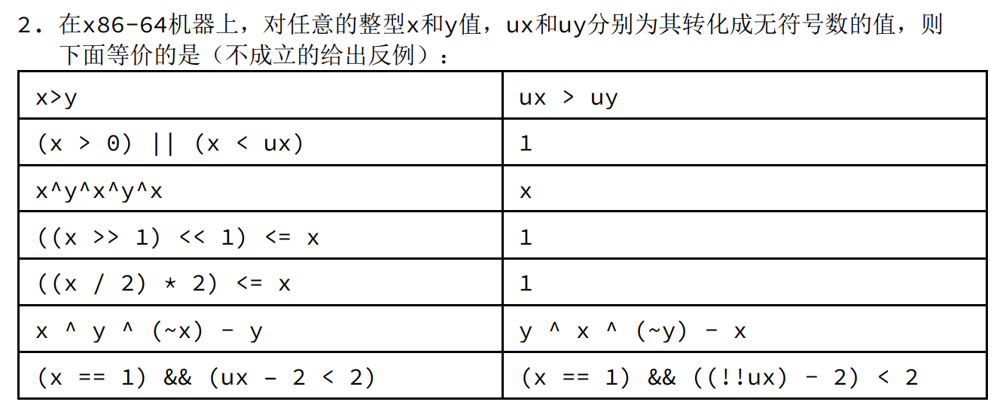 2. 在x86-64机器上，对任意的整型x和y值，ux和uy分别为其转化成无符号数的值，则
下面等价的是（不成立的给出反例）：
x>y
ux > uy
(x > 0) || (x < ux)
1
x^y^x^y^x
x
((x >> 1) << 1) <= x
1
((x / 2) * 2) <= x
1
x ^ y ^ (~x) - y
y ^ x ^ (~y) - x
(x == 1) && (ux – 2 < 2)
(x == 1) && ((!!ux) - 2) < 2